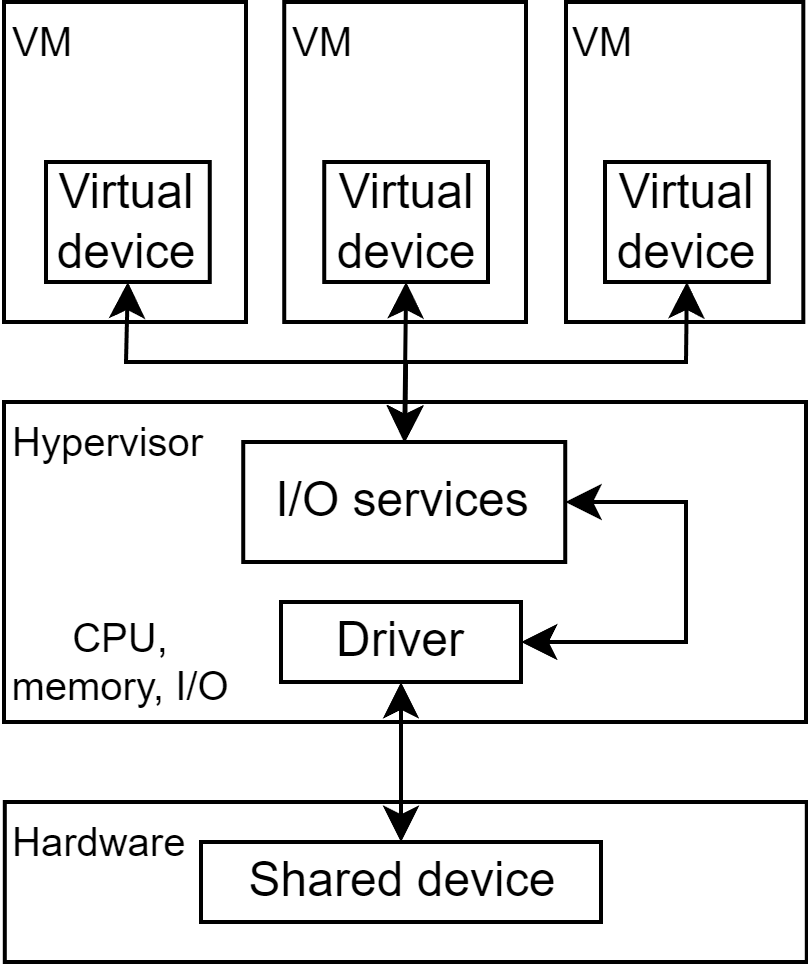 VM
VM
VM
Virtual
device
Virtual
device
Virtual
device
Hypervisor
I/O services
CPU,
memory, I/O
Driver
Hardware
Shared device